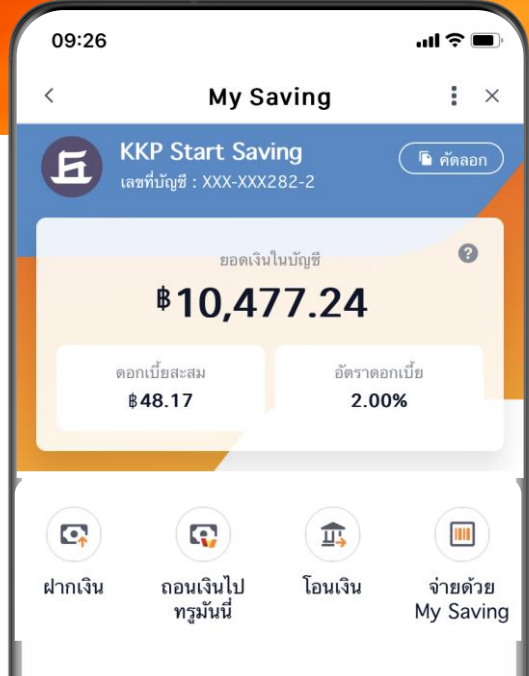 09:26
My Saving
KKP Start Saving
เลขที่บัญชี : XXX-XXX282-2
คัดลอก
ยอดเงินในบัญชี
?
฿10,477.24
ดอกเบี้ยสะสม
฿48.17
อัตราดอกเบี้ย
2.00%
ฝากเงิน
ถอนเงินไป
ทรูมันนี่
โอนเงิน
จ่ายด้วย
My Saving